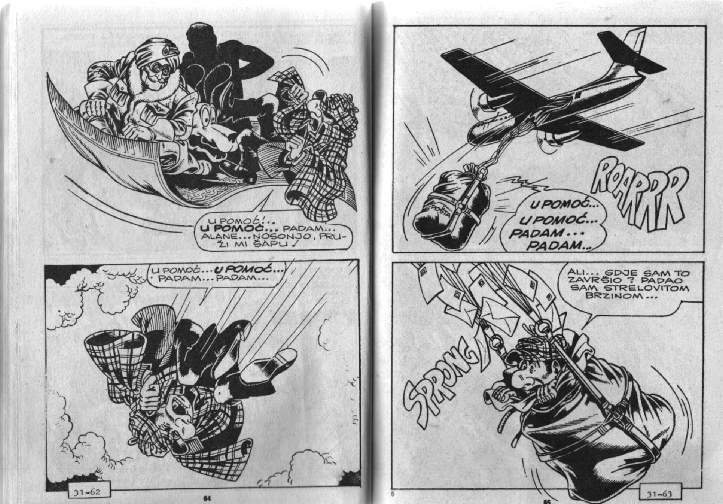 U POMOĆ!..
U POMOĆ... PADAM...
ALANE...NOSONJO, PRU-
ŽI MI ŠAPU!
U POMOĆ...U POMOĆ...
PADAM...PADAM...
31-62
64
U POMOĆ...
U POMOĆ...
PADAM...
PADAM...
ROARRR
ALI... GDJE SAM TO
ZAVRŠIO? PADAO
SAM STRELOVITOM
BRZINOM...
SPRONG
31-63
65